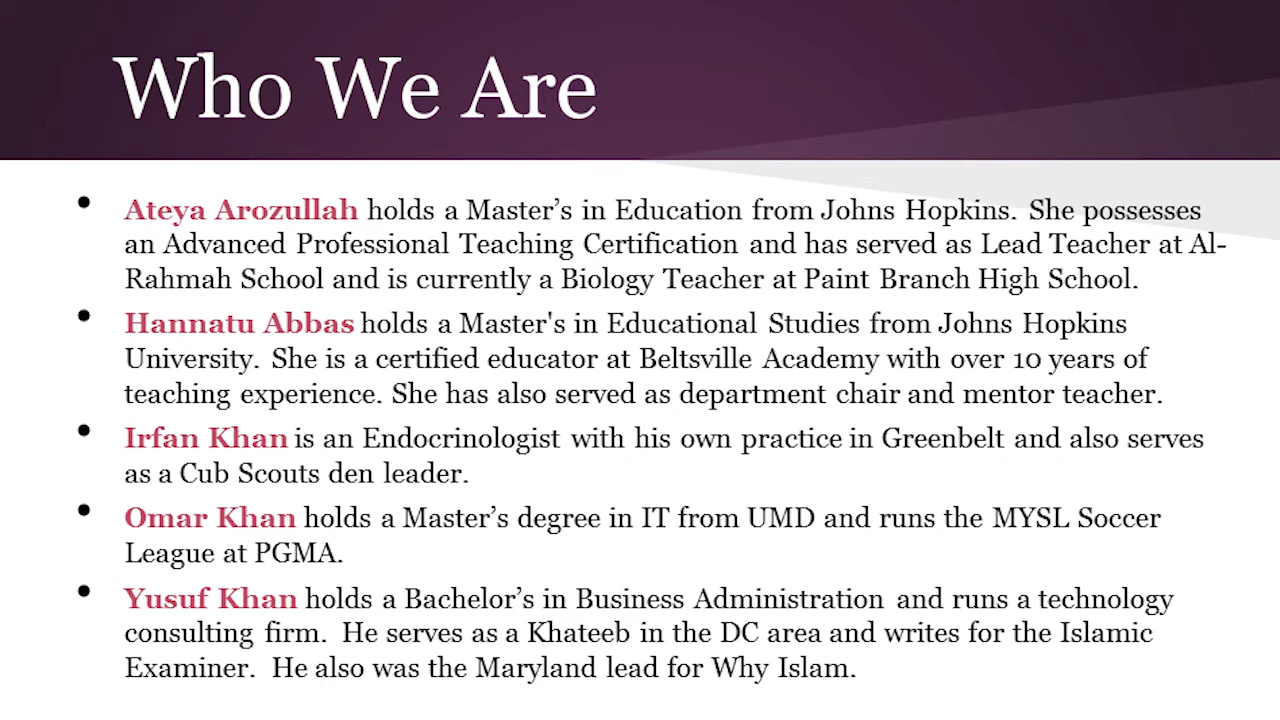 Who We Are
• Ateya Arozullah holds a Master’s in Education from Johns Hopkins. She possesses
an Advanced Professional Teaching Certification and has served as Lead Teacher at Al-
Rahmah School and is currently a Biology Teacher at Paint Branch High School.
• Hannatu Abbas holds a Master's in Educational Studies from Johns Hopkins
University. She is a certified educator at Beltsville Academy with over 10 years of
teaching experience. She has also served as department chair and mentor teacher.
• Irfan Khan is an Endocrinologist with his own practice in Greenbelt and also serves
as a Cub Scouts den leader.
• Omar Khan holds a Master’s degree in IT from UMD and runs the MYSL Soccer
League at PGMA.
• Yusuf Khan holds a Bachelor’s in Business Administration and runs a technology
consulting firm. He serves as a Khateeb in the DC area and writes for the Islamic
Examiner. He also was the Maryland lead for Why Islam.